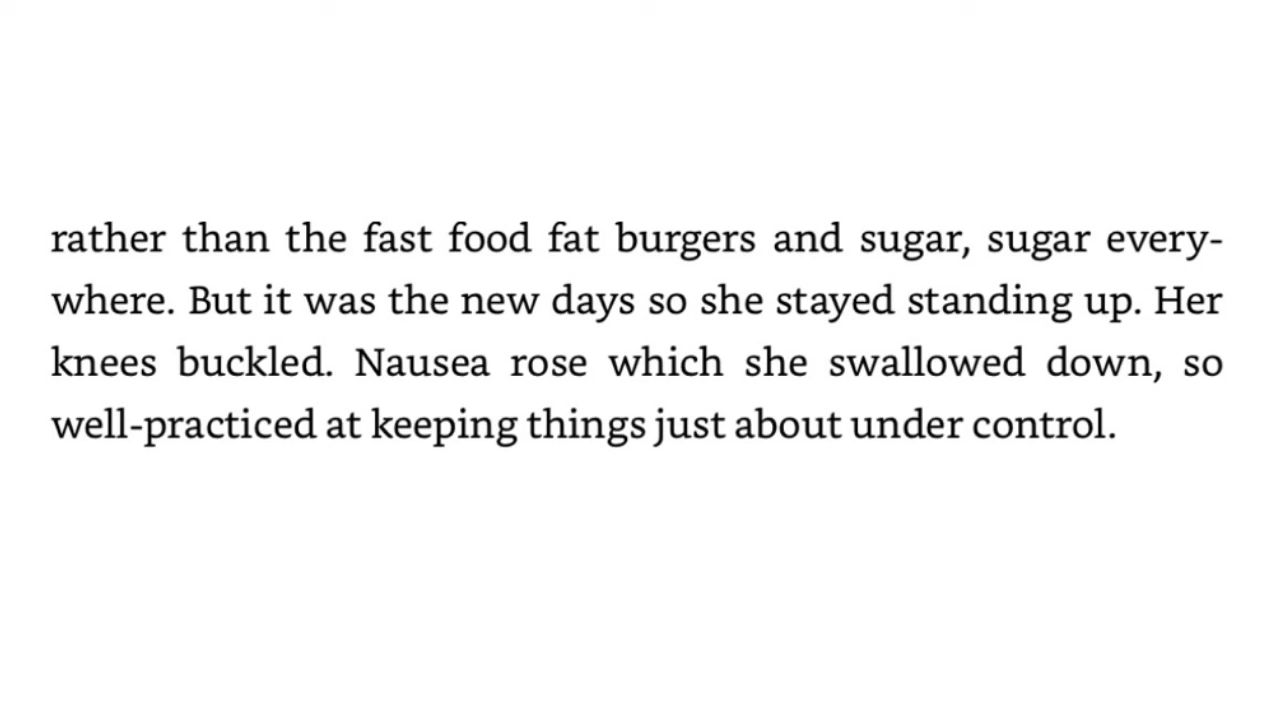 rather than the fast food fat burgers and sugar, sugar every-
where. But it was the new days so she stayed standing up. Her
knees buckled. Nausea rose which she swallowed down, so
well-practiced at keeping things just about under control.